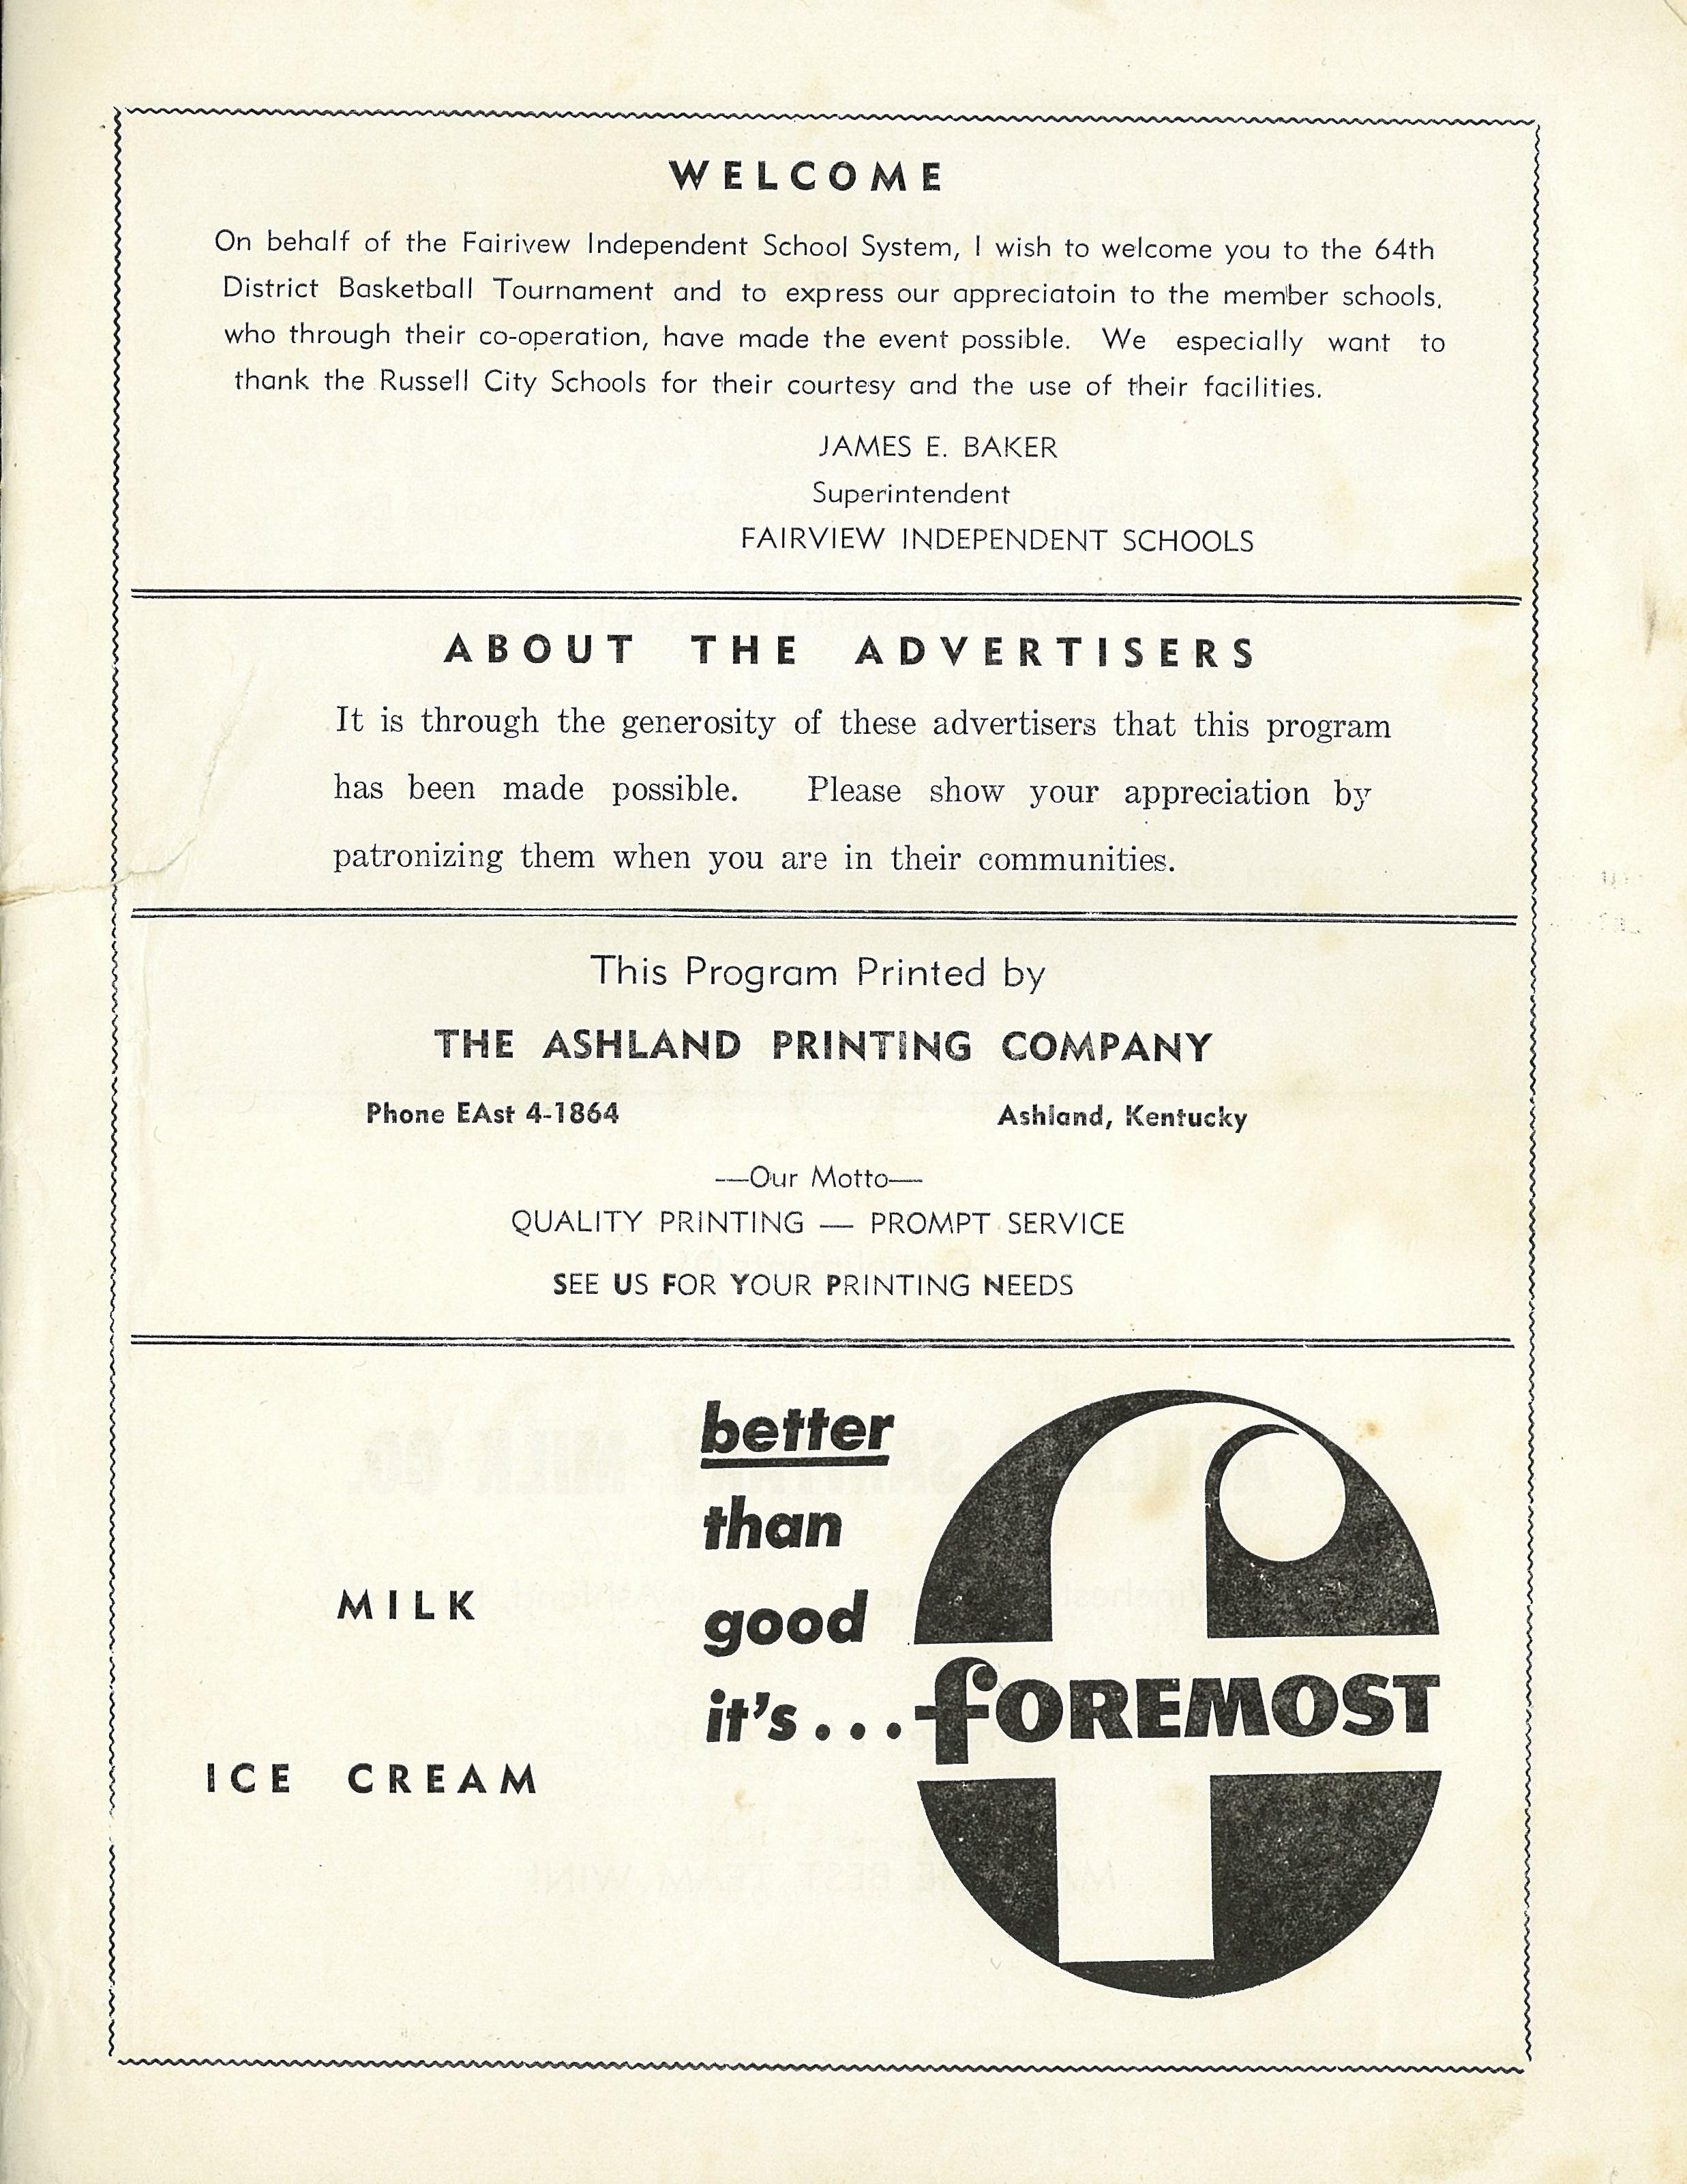 WELCOME
On behalf of the Fairivew Independent School System, I wish to welcome you to the 64th
District Basketball Tournament and to express our appreciatoin to the member schools,
who through their co-operation, have made the event possible. We especially want to
thank the Russell City Schools for their courtesy and the use of their facilities.
JAMES E. BAKER
Superintendent
FAIRVIEW INDEPENDENT SCHOOLS
ABOUT THE ADVERTISERS
It is through the generosity of these advertisers that this program
has been made possible. Please show your appreciation by
patronizing them when you are in their communities.
This Program Printed by
THE ASHLAND PRINTING COMPANY
Phone EAst 4-1864 Ashland, Kentucky
—Our Motto—
QUALITY PRINTING — PROMPT SERVICE
SEE US FOR YOUR PRINTING NEEDS
MILK
ICE CREAM
better
than
good
it's...FOREMOST